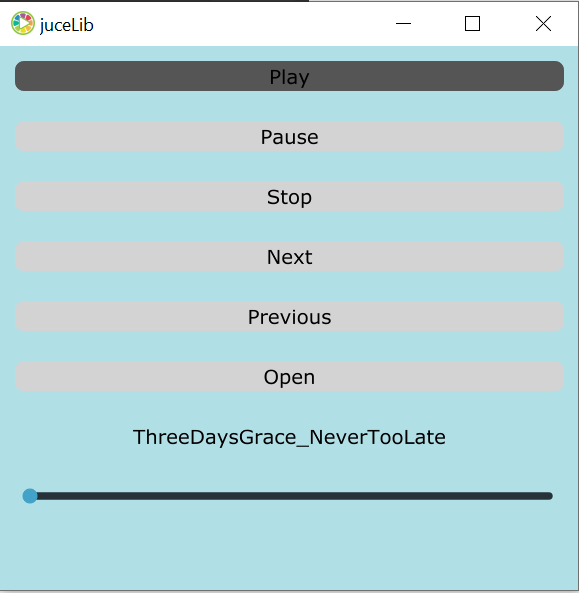 juceLib
Play
Pause
Stop
Next
Previous
Open
ThreeDaysGrace_NeverTooLate